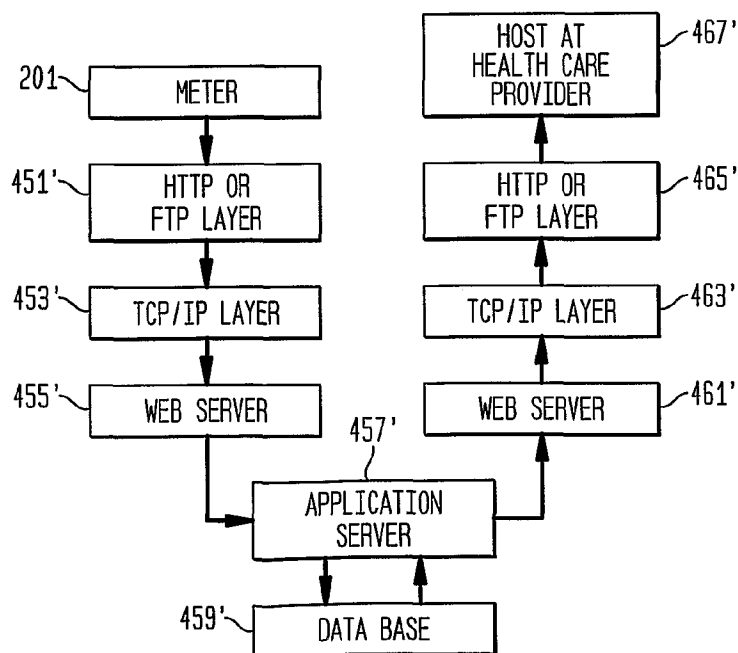 201
METER
451'
HTTP OR
FTP LAYER
453'
TCP/IP LAYER
455'
WEB SERVER
457'
APPLICATION
SERVER
459'
DATA BASE
461'
WEB SERVER
463'
TCP/IP LAYER
465'
HTTP OR
FTP LAYER
467'
HOST AT
HEALTH CARE
PROVIDER